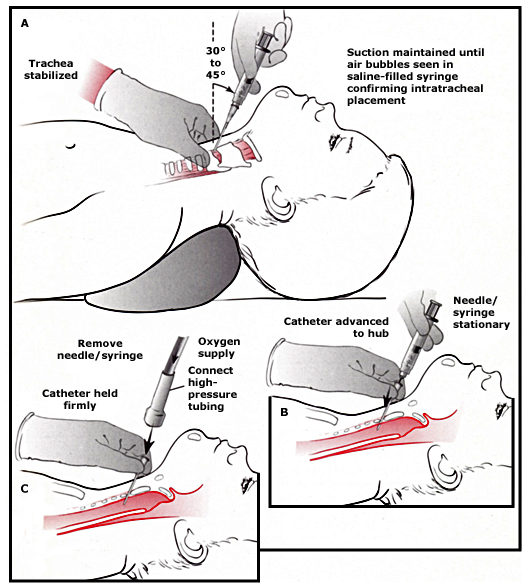 A
Trachea
stabilized
30°
to
45°
Suction maintained until
air bubbles seen in
saline-filled syringe
confirming intratracheal
placement
Catheter advanced
to hub
Needle/
syringe
stationary
B
Remove
needle/syringe
Oxygen
supply
Connect
high-
pressure
tubing
Catheter held
firmly
C